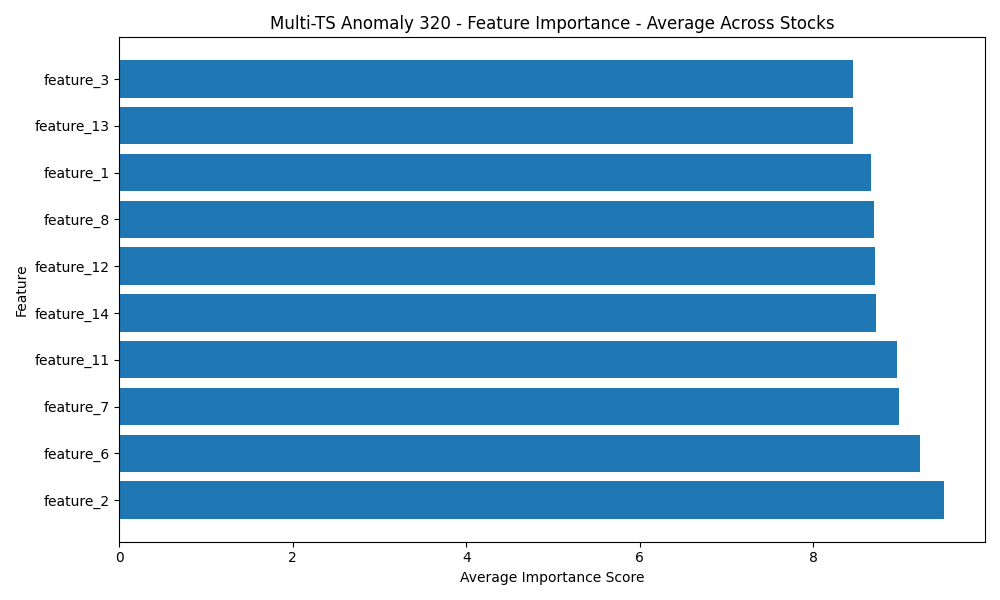 Multi-TS Anomaly 320 - Feature Importance - Average Across Stocks
feature_3
feature_13
feature_1
feature_8
feature_12
feature_14
feature_11
feature_7
feature_6
feature_2
Feature
0 2 4 6 8
Average Importance Score